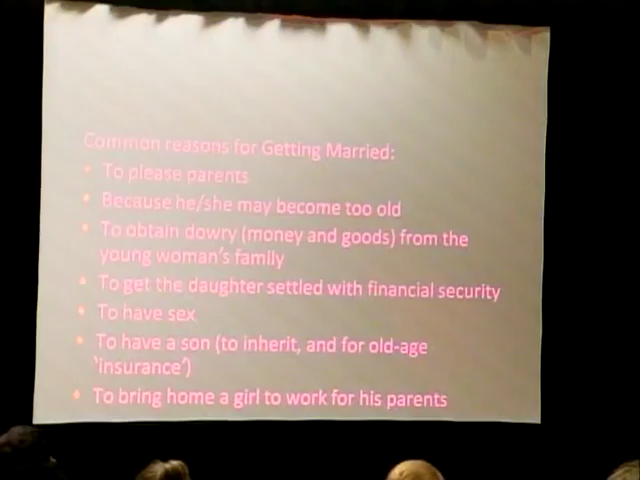 Common reasons for Getting Married:
• To please parents
• Because he/she may become too old
• To obtain dowry (money and goods) from the
young woman's family
• To get the daughter settled with financial security
• To have sex
• To have a son (to inherit, and for old-age
'insurance')
• To bring home a girl to work for his parents